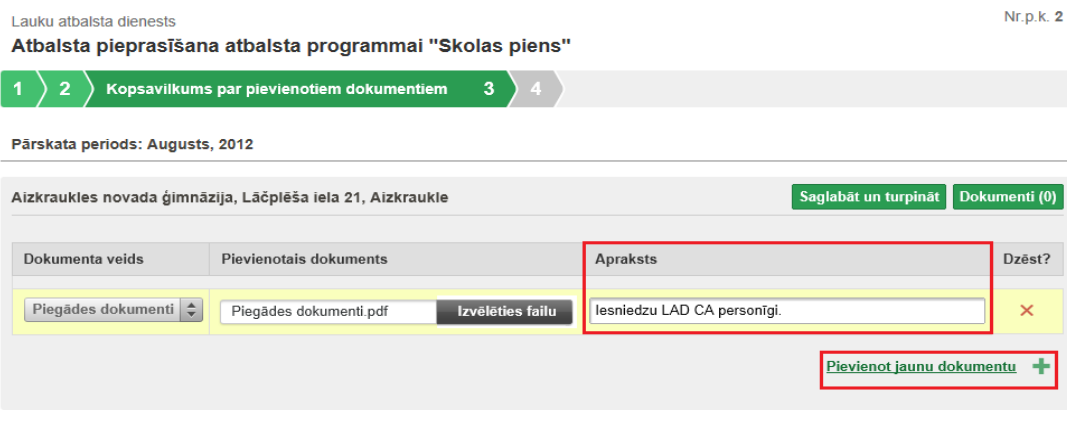 Lauku atbalsta dienests
Nr.p.k. 2
Atbalsta pieprasīšana atbalsta programmai "Skolas piens"
1 2 Kopsavilkums par pievienotiem dokumentiem 3 4
Pārskata periods: Augusts, 2012
Aizkraukles novada ģimnāzija, Lāčplēša iela 21, Aizkraukle Saglabāt un turpināt Dokumenti (0)
Dokumenta veids Pievienotais dokuments Apraksts Dzēst?
Piegādes dokumenti Piegādes dokumenti.pdf Izvēlēties failu Iesniedzu LAD CA personīgi.
Pievienot jaunu dokumentu